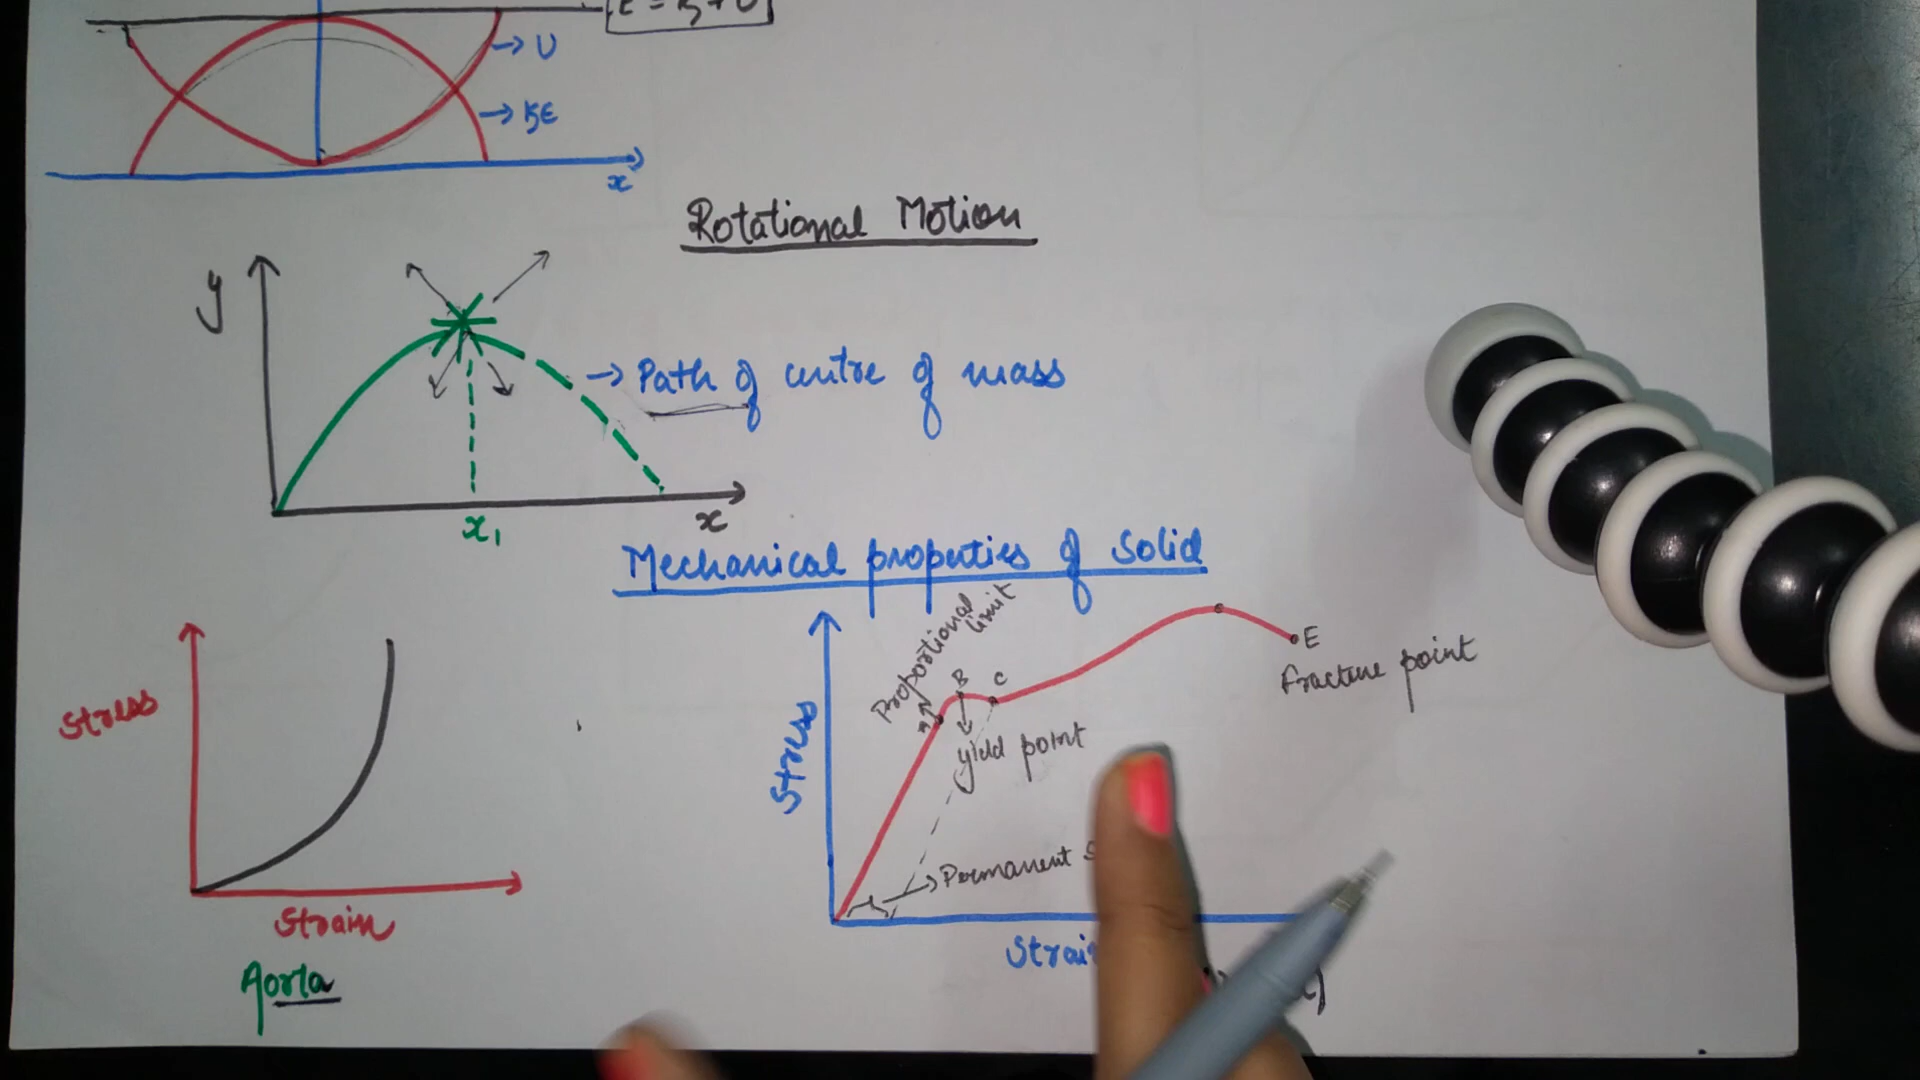 E = K + U
→ U
→ KE
x
Rotational Motion
y
→ Path of centre of mass
x₁
x
Mechanical properties of Solid
Proportional limit
B
C
E
Fracture point
Stress
Stress
yield point
→ Permanent
Strain
Strain
Aorta